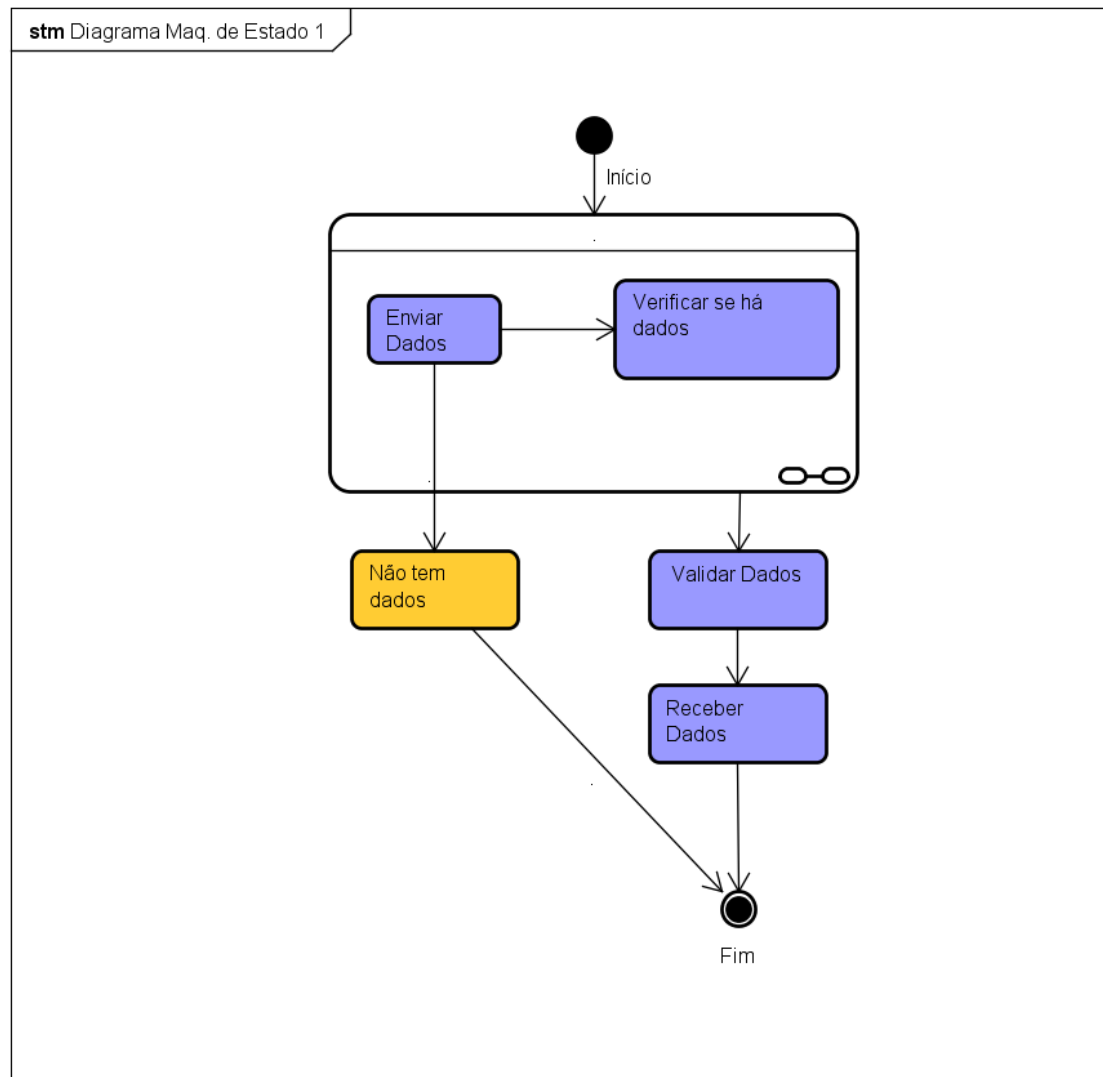 stm Diagrama Maq. de Estado 1
Início
.
Enviar
Dados
Verificar se há
dados
.
Não tem
dados
Validar Dados
Receber
Dados
.
Fim